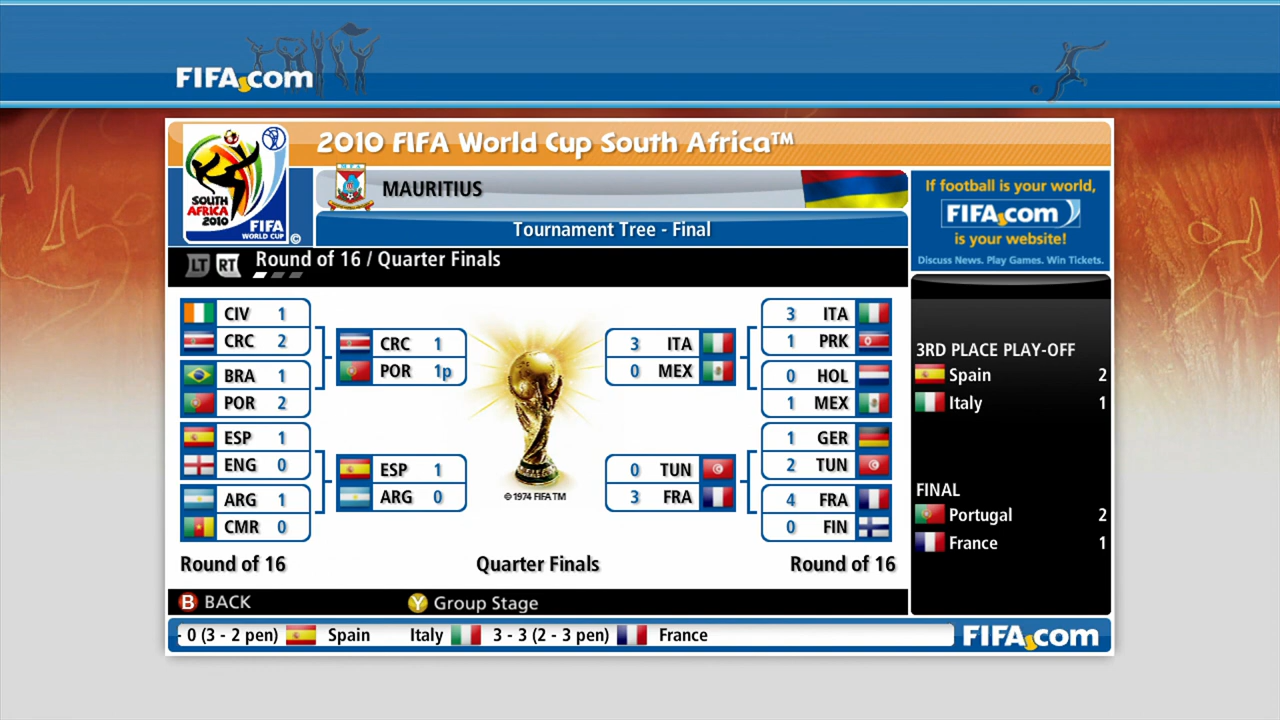 FIFA.com
2010 FIFA World Cup South Africa™
SOUTH
AFRICA
2010
FIFA
WORLD CUP
©
MAURITIUS
Tournament Tree - Final
If football is your world,
FIFA.com
is your website!
Discuss News. Play Games. Win Tickets.
LT RT Round of 16 / Quarter Finals
CIV 1
CRC 2
BRA 1
POR 2
ESP 1
ENG 0
ARG 1
CMR 0
Round of 16
CRC 1
POR 1p
ESP 1
ARG 0
© 1974 FIFA TM
Quarter Finals
3 ITA
0 MEX
0 TUN
3 FRA
3 ITA
1 PRK
0 HOL
1 MEX
1 GER
2 TUN
4 FRA
0 FIN
Round of 16
3RD PLACE PLAY-OFF
Spain 2
Italy 1
FINAL
Portugal 2
France 1
B BACK
Y Group Stage
- 0 (3 - 2 pen) Spain Italy 3 - 3 (2 - 3 pen) France
FIFA.com